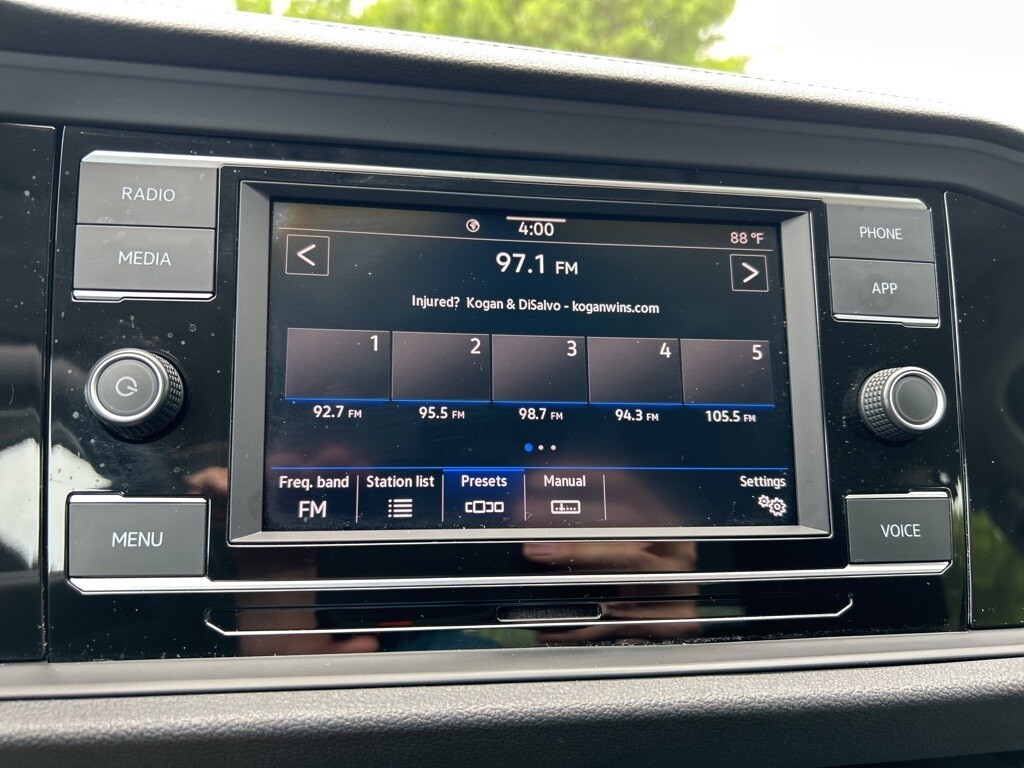 RADIO
MEDIA
MENU
4:00
88 °F
<
97.1 FM
>
Injured? Kogan & DiSalvo - koganwins.com
1 2 3 4 5
92.7 FM 95.5 FM 98.7 FM 94.3 FM 105.5 FM
Freq. band Station list Presets Manual Settings
FM
PHONE
APP
VOICE